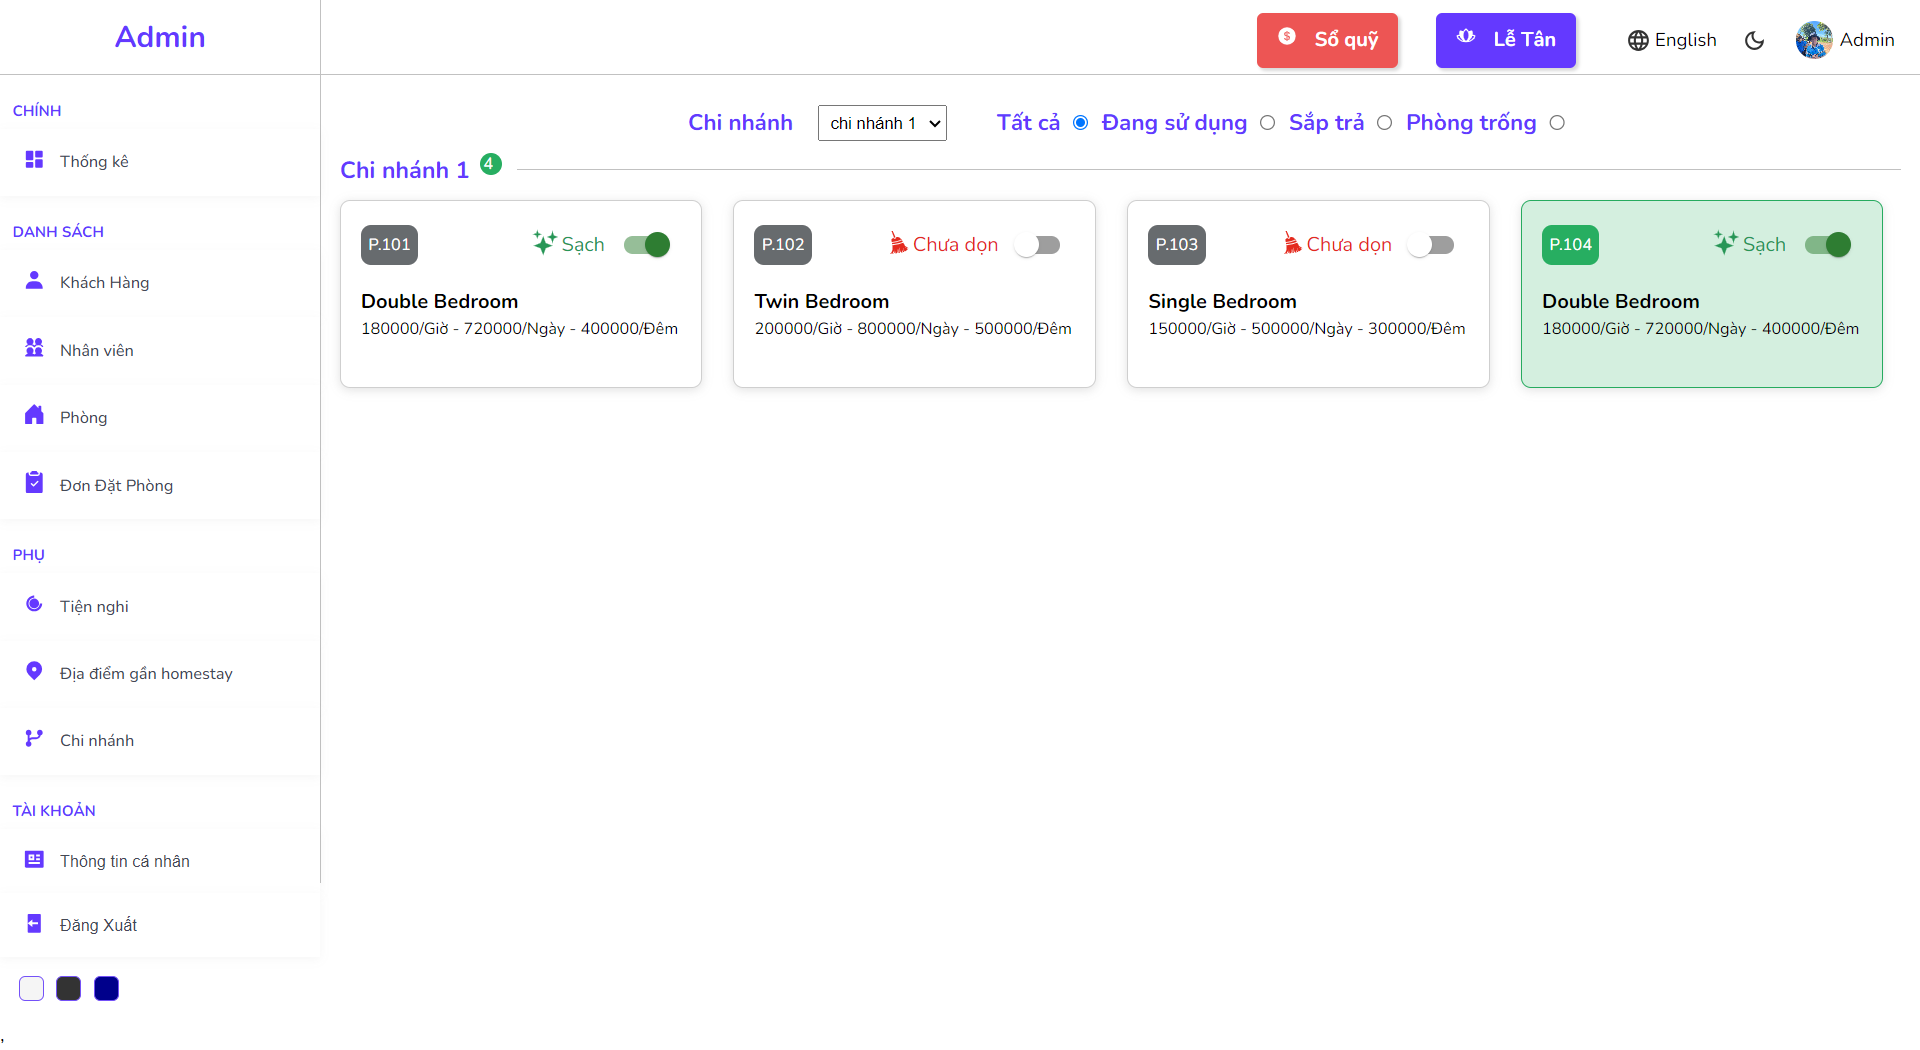 Admin
Sổ quỹ
Lễ Tân
English
Admin
CHÍNH
Thống kê
DANH SÁCH
Khách Hàng
Nhân viên
Phòng
Đơn Đặt Phòng
PHỤ
Tiện nghi
Địa điểm gần homestay
Chi nhánh
TÀI KHOẢN
Thông tin cá nhân
Đăng Xuất
,
Chi nhánh chi nhánh 1 Tất cả Đang sử dụng Sắp trả Phòng trống
Chi nhánh 1 4
P.101 Sạch
Double Bedroom
180000/Giờ - 720000/Ngày - 400000/Đêm
P.102 Chưa dọn
Twin Bedroom
200000/Giờ - 800000/Ngày - 500000/Đêm
P.103 Chưa dọn
Single Bedroom
150000/Giờ - 500000/Ngày - 300000/Đêm
P.104 Sạch
Double Bedroom
180000/Giờ - 720000/Ngày - 400000/Đêm